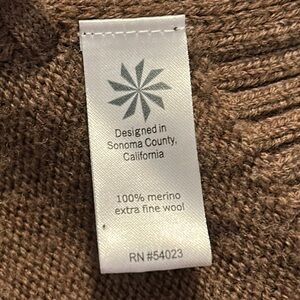 Designed in
Sonoma County,
California
100% merino
extra fine wool
RN #54023